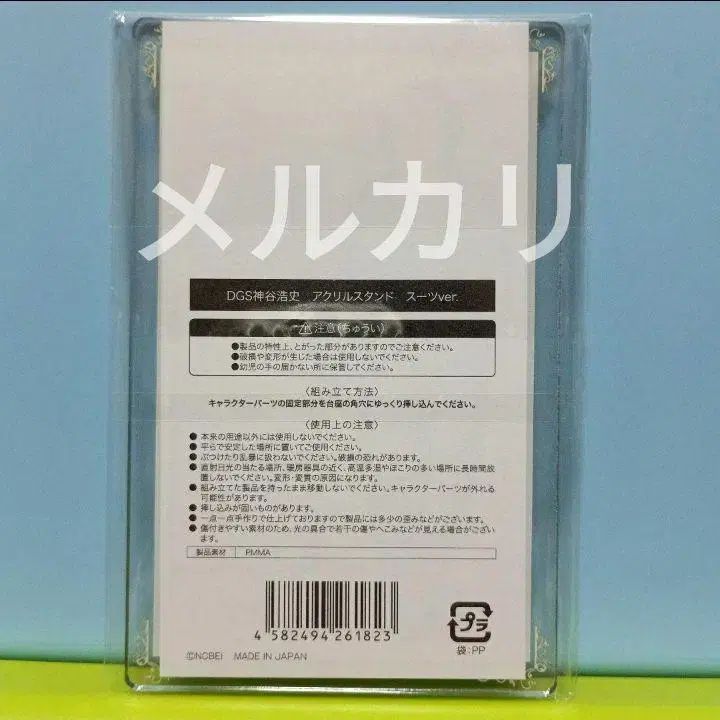 メルカリ
DGS神谷浩史　アクリルスタンド　スーツver.
⚠注意(ちゅうい)
●製品の特性上、とがった部分がありますのでご注意ください。
●破損や変形が生じた場合は使用しないでください。
●幼児の手の届かない所に保管してください。
〈組み立て方法〉
キャラクターパーツの固定部分を台座の角穴にゆっくり挿し込んでください。
〈使用上の注意〉
● 本来の用途以外には使用しないでください。
● 平らで安定した場所に置いてご使用ください。
● ぶつけたり乱暴に扱わないでください。破損の恐れがあります。
● 直射日光の当たる場所、暖房器具の近く、高温多湿やほこりの多い場所に長時間放
置しないでください。変形・変質の原因になります。
● 組み立てた製品を持ったまま移動しないでください。キャラクターパーツが外れる
可能性があります。
● 挿し込みが固いものがあります。
● 一点一点手作りで仕上げておりますので製品には多少の歪みなどがございます。
● 傷付きやすい素材のため、光の具合で若干の傷やへこみなどが見える場合がござい
ます。
製品素材　PMMA
4 582494 261823
プラ
袋:PP
©NCBEI　MADE IN JAPAN